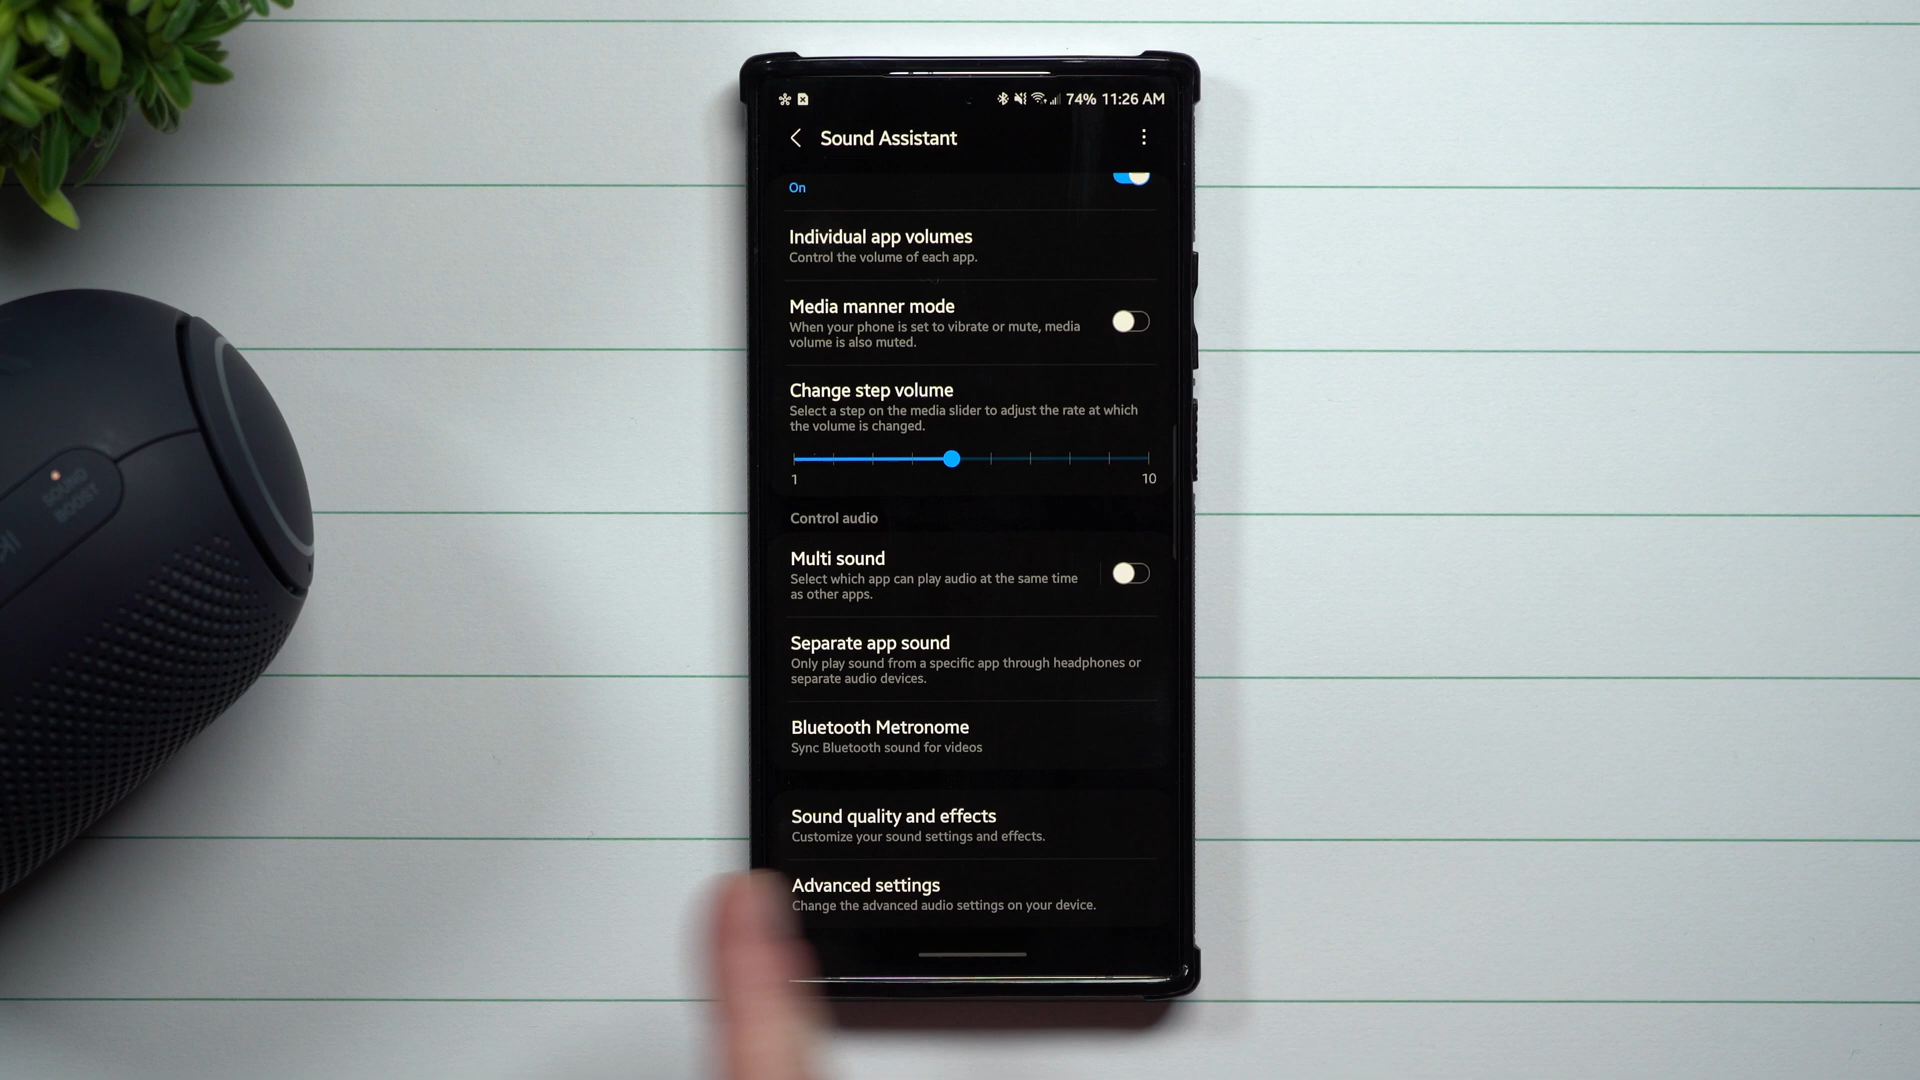 74% 11:26 AM
Sound Assistant
On
Individual app volumes
Control the volume of each app.
Media manner mode
When your phone is set to vibrate or mute, media
volume is also muted.
Change step volume
Select a step on the media slider to adjust the rate at which
the volume is changed.
1 10
Control audio
Multi sound
Select which app can play audio at the same time
as other apps.
Separate app sound
Only play sound from a specific app through headphones or
separate audio devices.
Bluetooth Metronome
Sync Bluetooth sound for videos
Sound quality and effects
Customize your sound settings and effects.
Advanced settings
Change the advanced audio settings on your device.
SOUND
BOOST